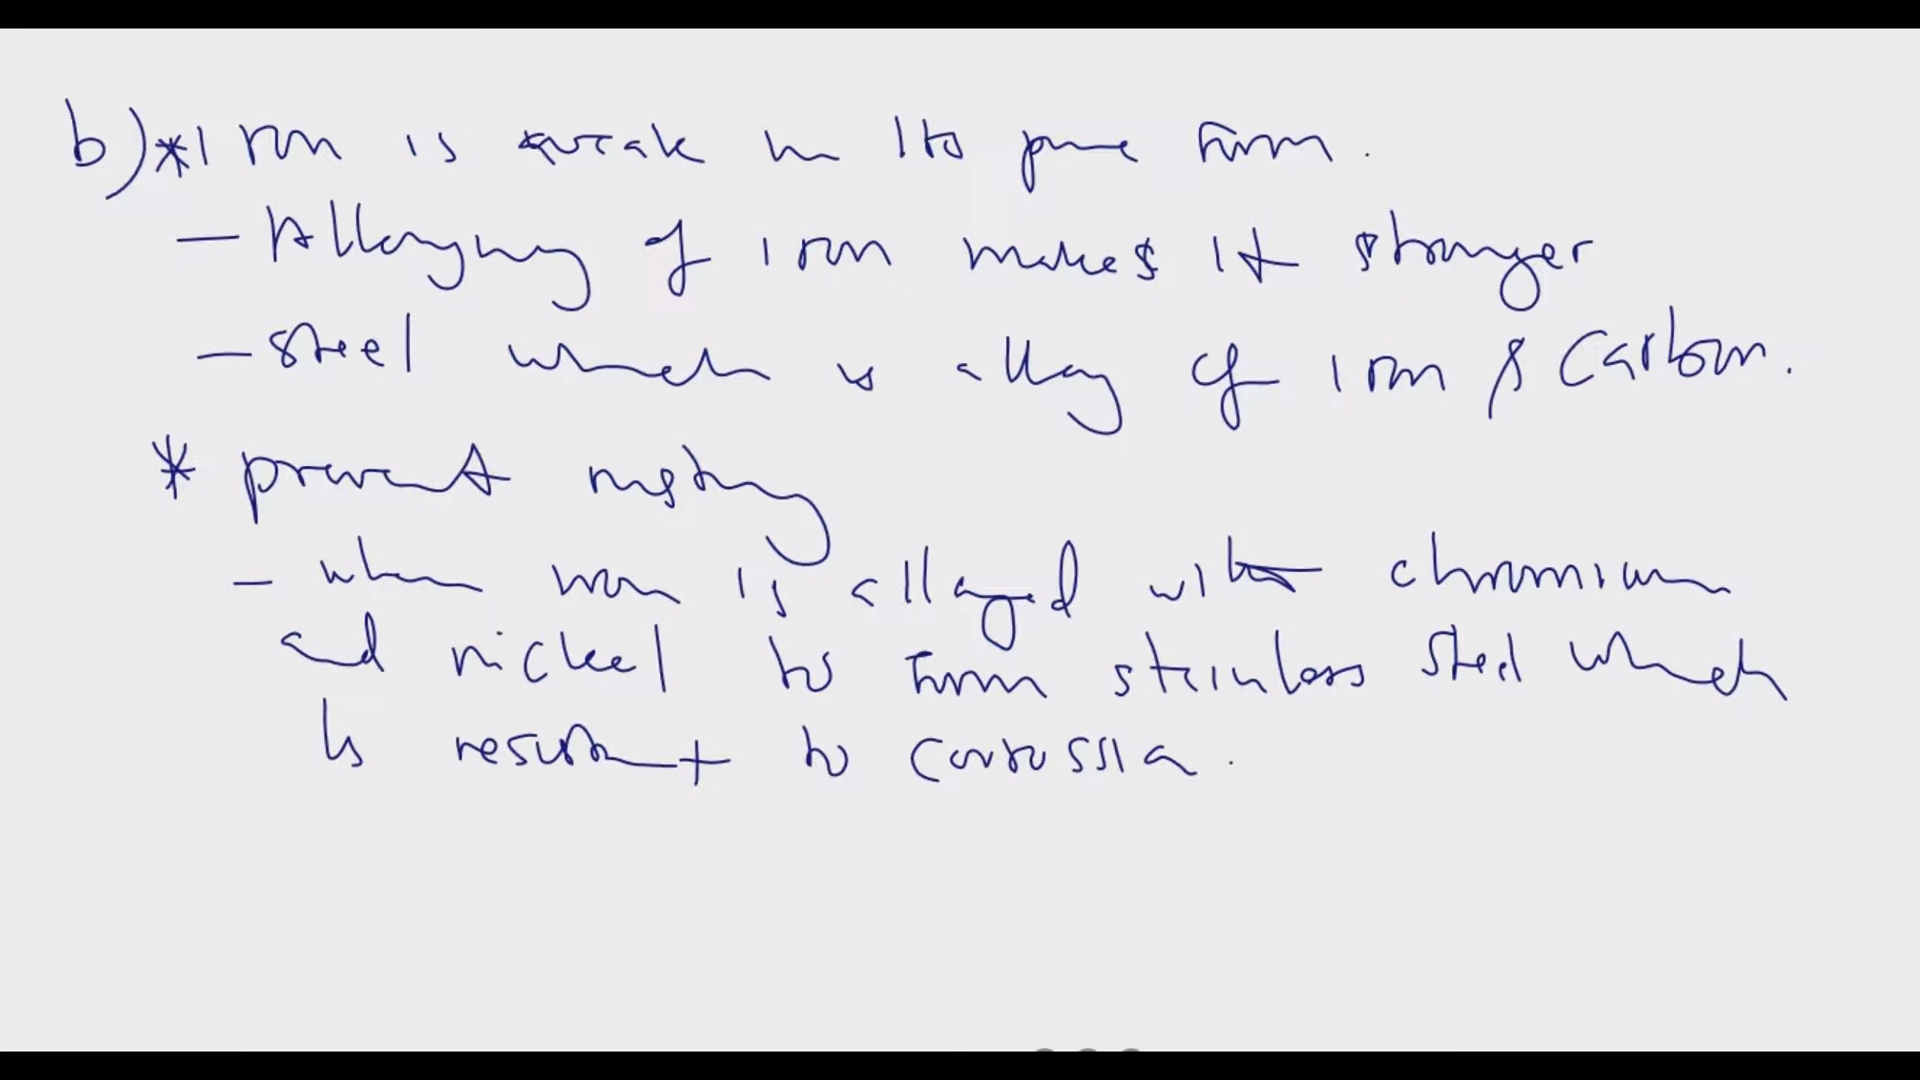 b) * Iron is weak in its pure form.
- Alloying of iron makes it stronger
- steel which is alloy of iron & Carbon.
* prevent rusting
- when iron is alloyed with chromium
and nickel to form stainless steel which
is resistant to corrossion.